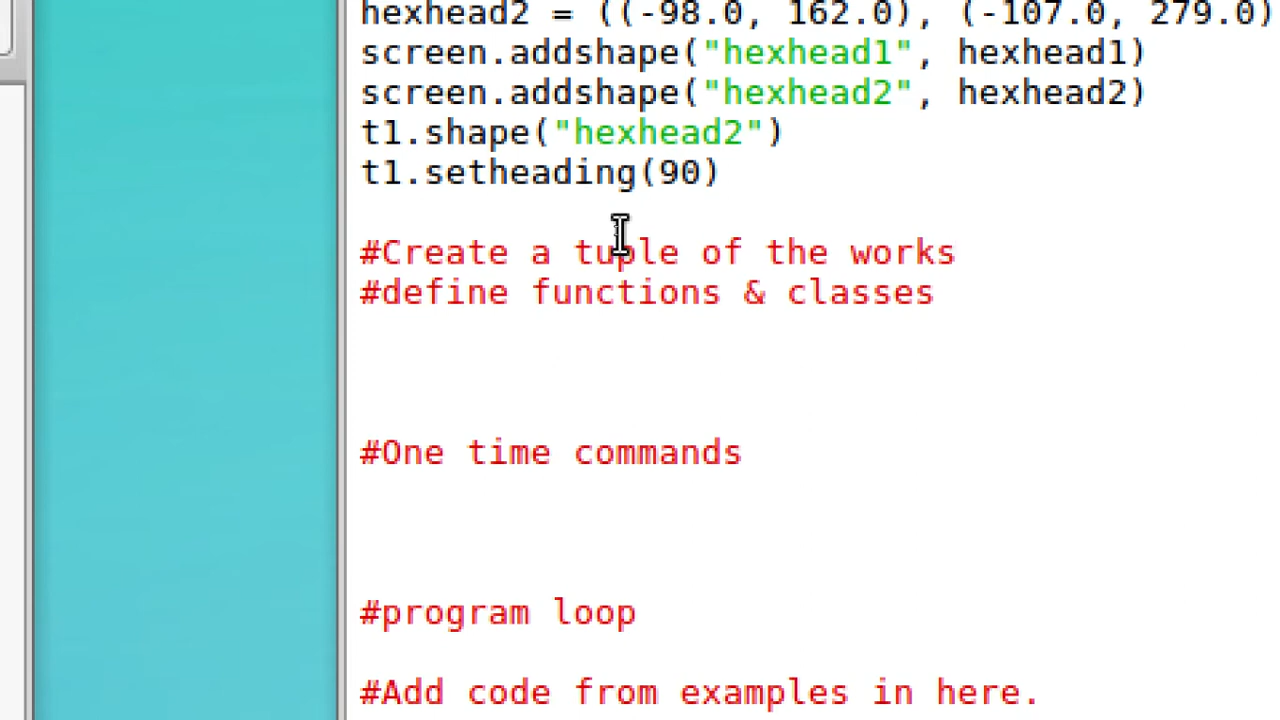 hexhead2 = ((-98.0, 162.0), (-107.0, 279.0)
screen.addshape("hexhead1", hexhead1)
screen.addshape("hexhead2", hexhead2)
t1.shape("hexhead2")
t1.setheading(90)
#Create a tuple of the works
#define functions & classes
#One time commands
#program loop
#Add code from examples in here.